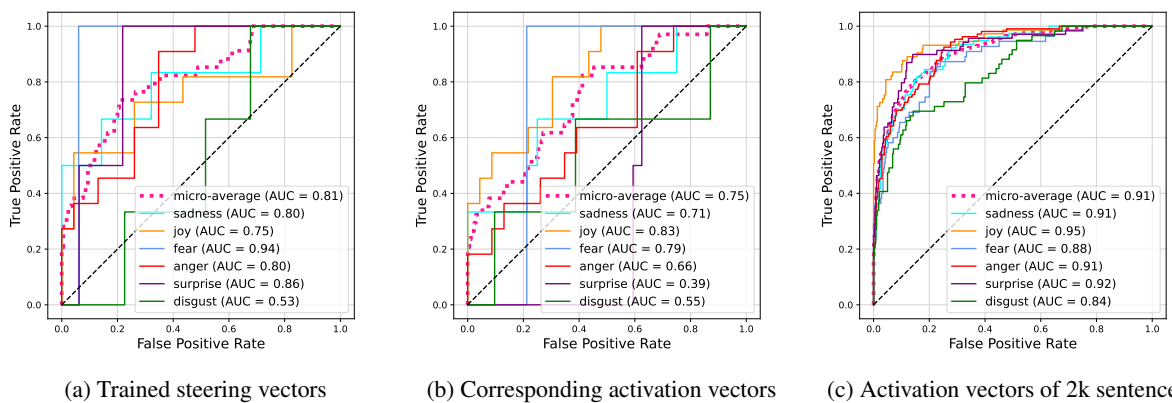 True Positive Rate
1.0
0.8
0.6
0.4
0.2
0.0
micro-average (AUC = 0.81)
sadness (AUC = 0.80)
joy (AUC = 0.75)
fear (AUC = 0.94)
anger (AUC = 0.80)
surprise (AUC = 0.86)
disgust (AUC = 0.53)
0.0 0.2 0.4 0.6 0.8 1.0
False Positive Rate
(a) Trained steering vectors
True Positive Rate
1.0
0.8
0.6
0.4
0.2
0.0
micro-average (AUC = 0.75)
sadness (AUC = 0.71)
joy (AUC = 0.83)
fear (AUC = 0.79)
anger (AUC = 0.66)
surprise (AUC = 0.39)
disgust (AUC = 0.55)
0.0 0.2 0.4 0.6 0.8 1.0
False Positive Rate
(b) Corresponding activation vectors
True Positive Rate
1.0
0.8
0.6
0.4
0.2
0.0
micro-average (AUC = 0.91)
sadness (AUC = 0.91)
joy (AUC = 0.95)
fear (AUC = 0.88)
anger (AUC = 0.91)
surprise (AUC = 0.92)
disgust (AUC = 0.84)
0.0 0.2 0.4 0.6 0.8 1.0
False Positive Rate
(c) Activation vectors of 2k sentence